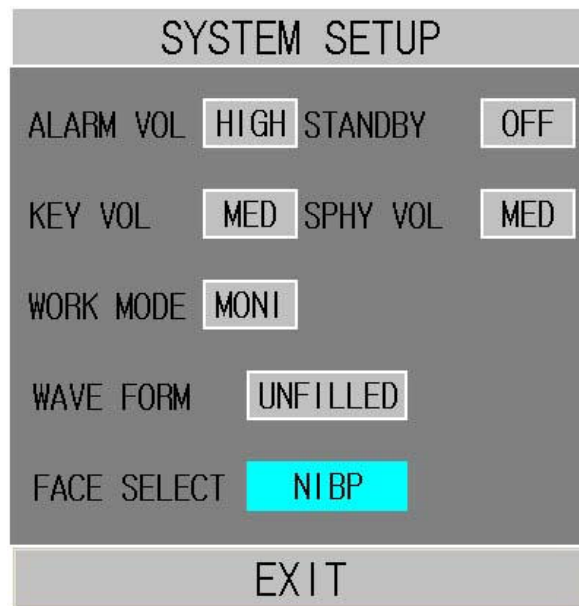 SYSTEM SETUP
ALARM VOL HIGH STANDBY OFF
KEY VOL MED SPHY VOL MED
WORK MODE MONI
WAVE FORM UNFILLED
FACE SELECT NIBP
EXIT